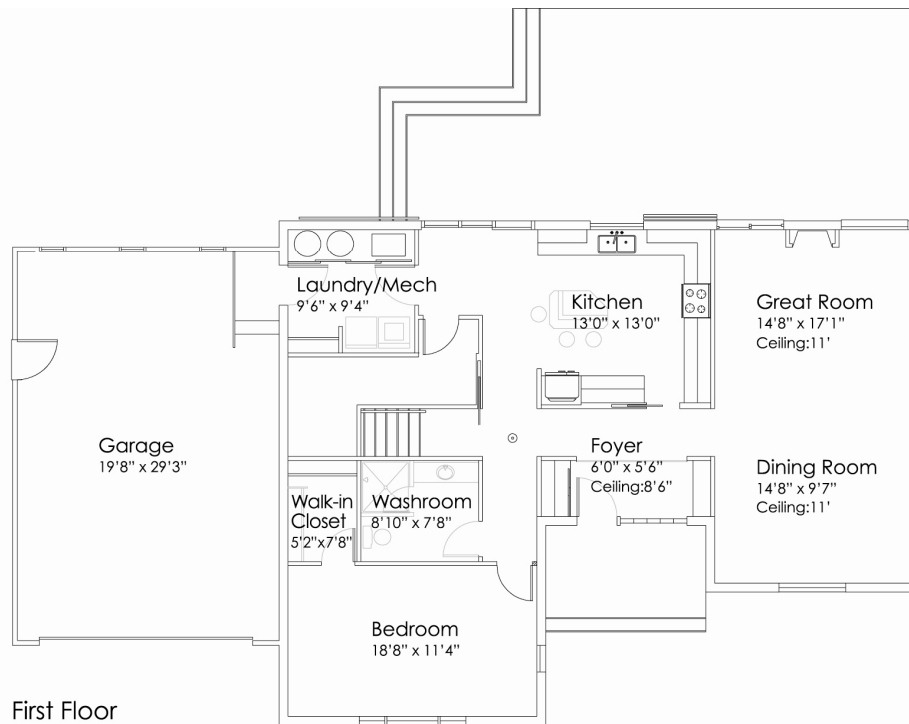 Laundry/Mech
9'6" x 9'4"
Kitchen
13'0" x 13'0"
Great Room
14'8" x 17'1"
Ceiling:11'
Garage
19'8" x 29'3"
Foyer
6'0" x 5'6"
Ceiling:8'6"
Dining Room
14'8" x 9'7"
Ceiling:11'
Walk-in
Closet
5'2"x7'8"
Washroom
8'10" x 7'8"
Bedroom
18'8" x 11'4"
First Floor